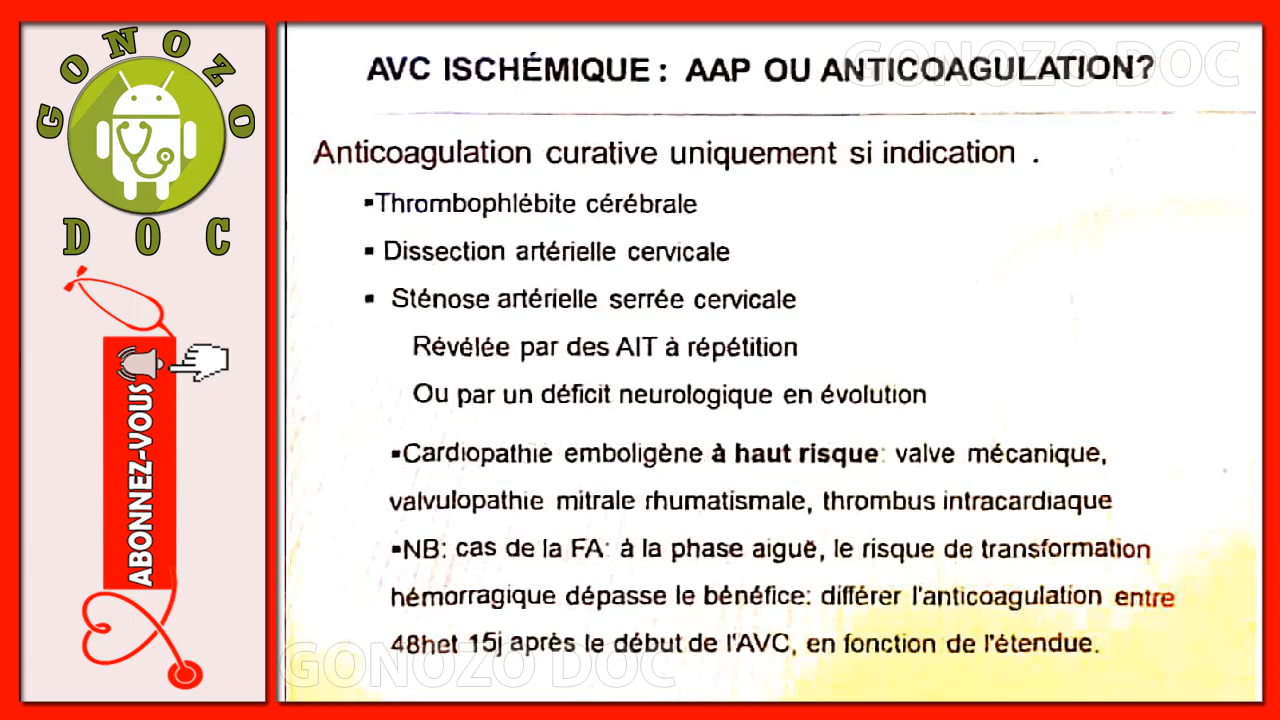 GONOZO
DOC
ABONNEZ-VOUS
GONOZO DOC
AVC ISCHÉMIQUE : AAP OU ANTICOAGULATION?
Anticoagulation curative uniquement si indication .
▪Thrombophlébite cérébrale
▪ Dissection artérielle cervicale
▪ Sténose artérielle serrée cervicale
Révélée par des AIT à répétition
Ou par un déficit neurologique en évolution
▪Cardiopathie emboligène à haut risque: valve mécanique,
valvulopathie mitrale rhumatismale, thrombus intracardiaque
▪NB: cas de la FA: à la phase aiguë, le risque de transformation
hémorragique dépasse le bénéfice: différer l'anticoagulation entre
48het 15j après le début de l'AVC, en fonction de l'étendue.
GONOZO DOC